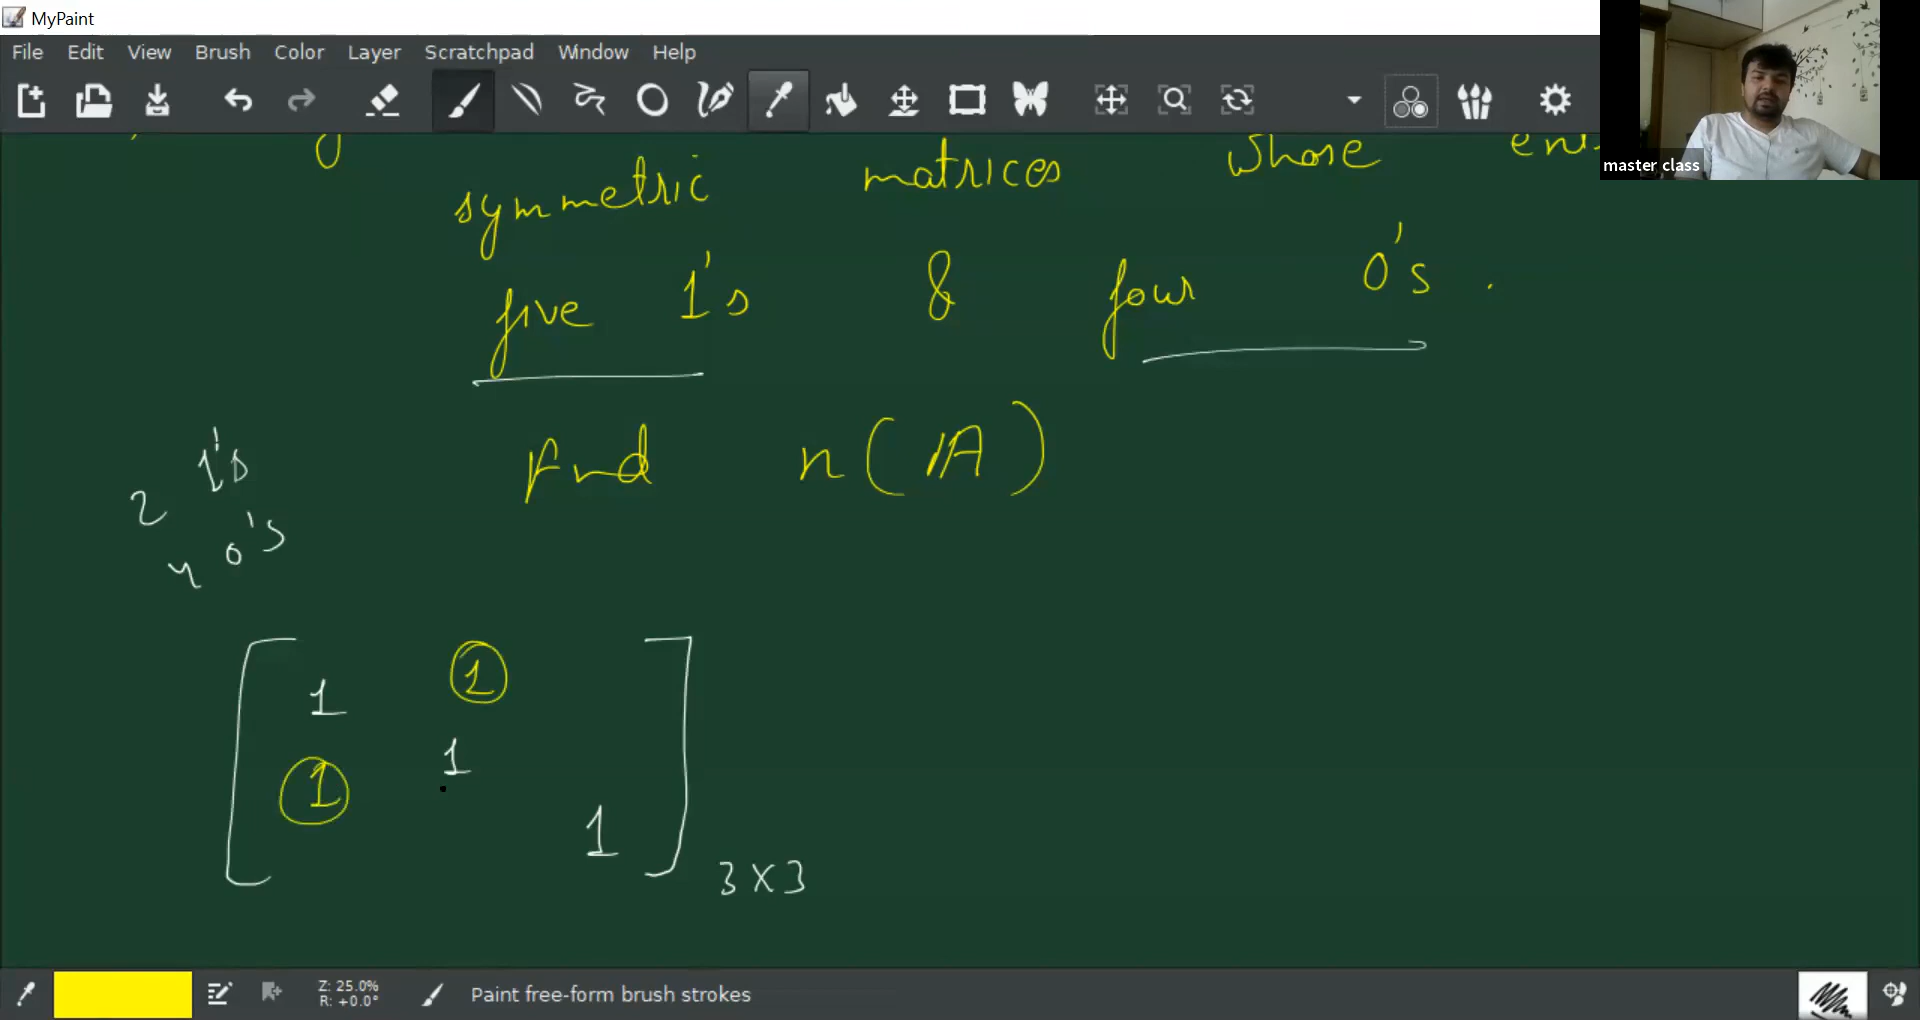 MyPaint
File Edit View Brush Color Layer Scratchpad Window Help
master class
symmetric matrices whose
five 1's & four 0's .
find n(A)
2 1's
4 0's
1 1
1 1
1
3×3
Z: 25.0%
R: +0.0°
Paint free-form brush strokes